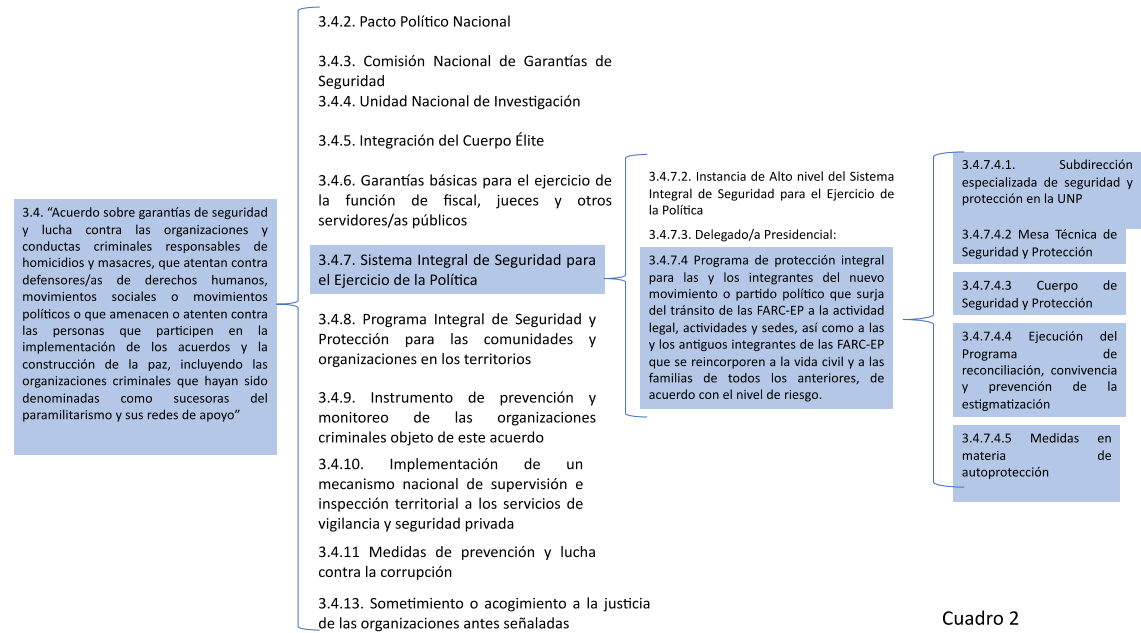 3.4. “Acuerdo sobre garantías de seguridad
y lucha contra las organizaciones y
conductas criminales responsables de
homicidios y masacres, que atentan contra
defensores/as de derechos humanos,
movimientos sociales o movimientos
políticos o que amenacen o atenten contra
las personas que participen en la
implementación de los acuerdos y la
construcción de la paz, incluyendo las
organizaciones criminales que hayan sido
denominadas como sucesoras del
paramilitarismo y sus redes de apoyo”
3.4.2. Pacto Político Nacional
3.4.3. Comisión Nacional de Garantías de
Seguridad
3.4.4. Unidad Nacional de Investigación
3.4.5. Integración del Cuerpo Élite
3.4.6. Garantías básicas para el ejercicio de
la función de fiscal, jueces y otros
servidores/as públicos
3.4.7. Sistema Integral de Seguridad para
el Ejercicio de la Política
3.4.8. Programa Integral de Seguridad y
Protección para las comunidades y
organizaciones en los territorios
3.4.9. Instrumento de prevención y
monitoreo de las organizaciones
criminales objeto de este acuerdo
3.4.10. Implementación de un
mecanismo nacional de supervisión e
inspección territorial a los servicios de
vigilancia y seguridad privada
3.4.11 Medidas de prevención y lucha
contra la corrupción
3.4.13. Sometimiento o acogimiento a la justicia
de las organizaciones antes señaladas
3.4.7.2. Instancia de Alto nivel del Sistema
Integral de Seguridad para el Ejercicio de
la Política
3.4.7.3. Delegado/a Presidencial:
3.4.7.4 Programa de protección integral
para las y los integrantes del nuevo
movimiento o partido político que surja
del tránsito de las FARC-EP a la actividad
legal, actividades y sedes, así como a las
y los antiguos integrantes de las FARC-EP
que se reincorporen a la vida civil y a las
familias de todos los anteriores, de
acuerdo con el nivel de riesgo.
3.4.7.4.1. Subdirección
especializada de seguridad y
protección en la UNP
3.4.7.4.2 Mesa Técnica de
Seguridad y Protección
3.4.7.4.3 Cuerpo de
Seguridad y Protección
3.4.7.4.4 Ejecución del
Programa de
reconciliación, convivencia
y prevención de la
estigmatización
3.4.7.4.5 Medidas en
materia de
autoprotección
Cuadro 2